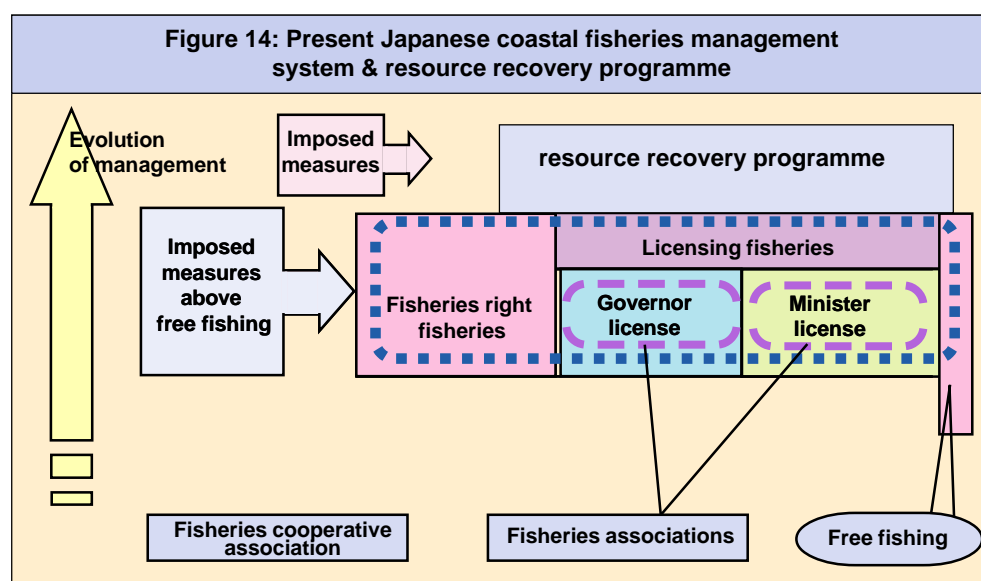 Figure 14: Present Japanese coastal fisheries management
system & resource recovery programme
Evolution
of management
Imposed
measures
resource recovery programme
Imposed
measures
above
free fishing
Licensing fisheries
Fisheries right
fisheries
Governor
license
Minister
license
Fisheries cooperative
association
Fisheries associations
Free fishing